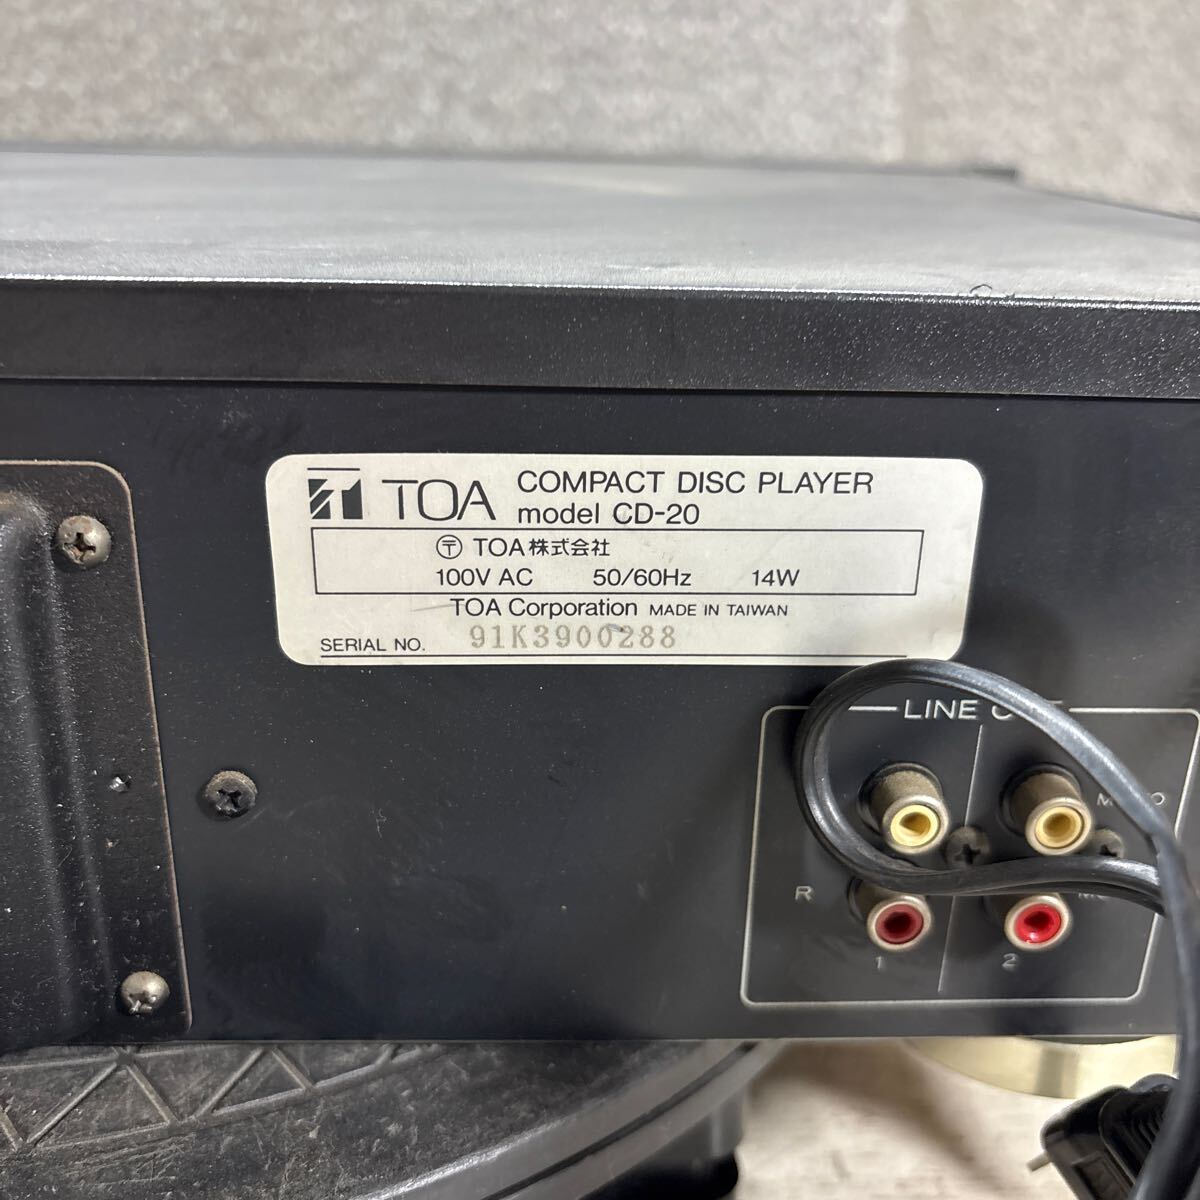 TOA COMPACT DISC PLAYER
model CD-20
〒 TOA株式会社
100V AC 50/60Hz 14W
TOA Corporation MADE IN TAIWAN
SERIAL NO. 91K3900288
LINE
R
1 2